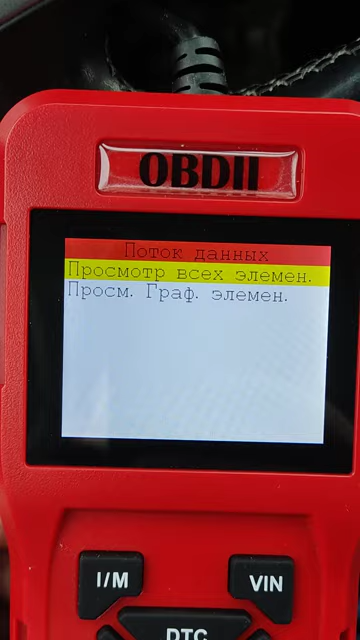 OBDII
Поток данных
Просмотр всех элемен.
Просм. Граф. элемен.
I/M
VIN
DTC